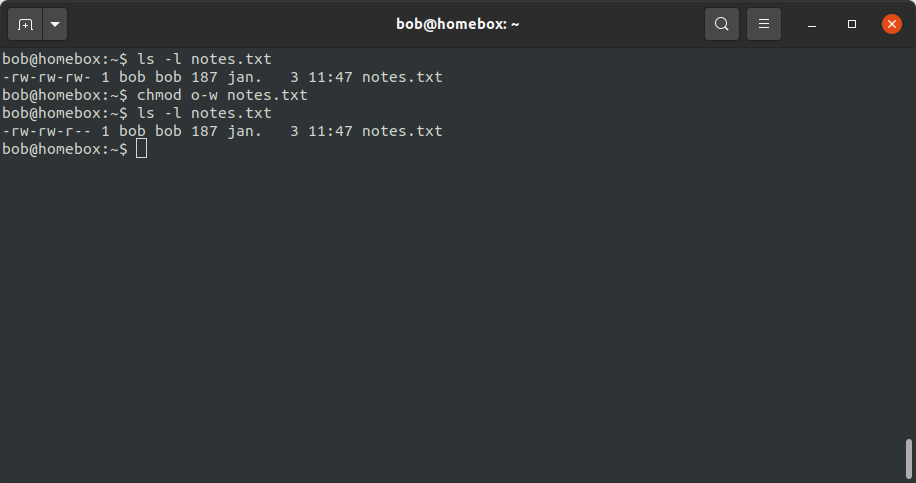 bob@homebox: ~
bob@homebox:~$ ls -l notes.txt
-rw-rw-rw- 1 bob bob 187 jan.   3 11:47 notes.txt
bob@homebox:~$ chmod o-w notes.txt
bob@homebox:~$ ls -l notes.txt
-rw-rw-r-- 1 bob bob 187 jan.   3 11:47 notes.txt
bob@homebox:~$